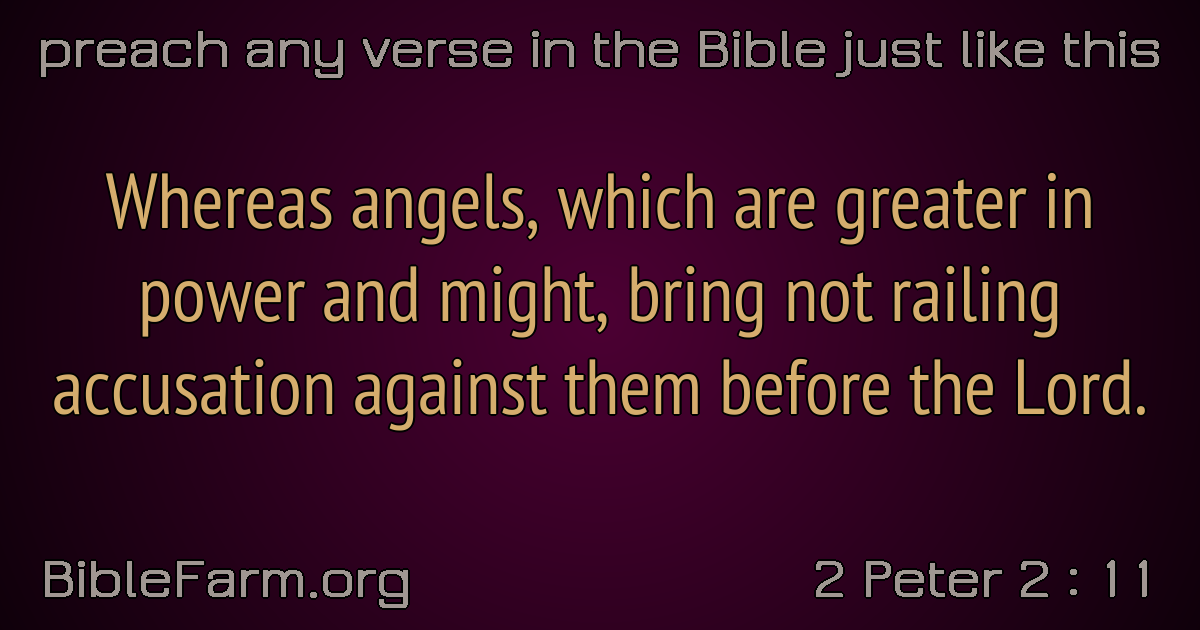 preach any verse in the Bible just like this
Whereas angels, which are greater in
power and might, bring not railing
accusation against them before the Lord.
BibleFarm.org
2 Peter 2 : 11